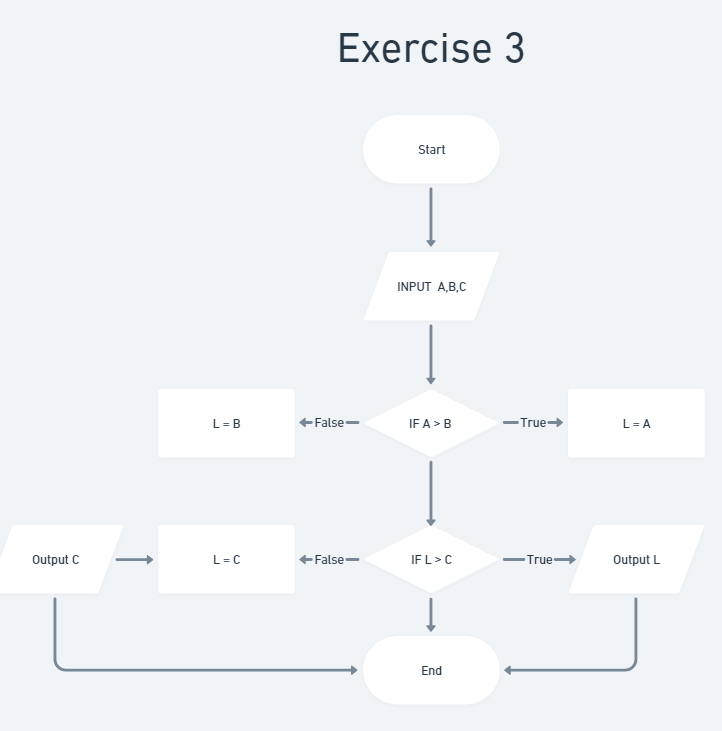 Exercise 3
Start
INPUT  A,B,C
L = B
False
IF A > B
True
L = A
Output C
L = C
False
IF L > C
True
Output L
End